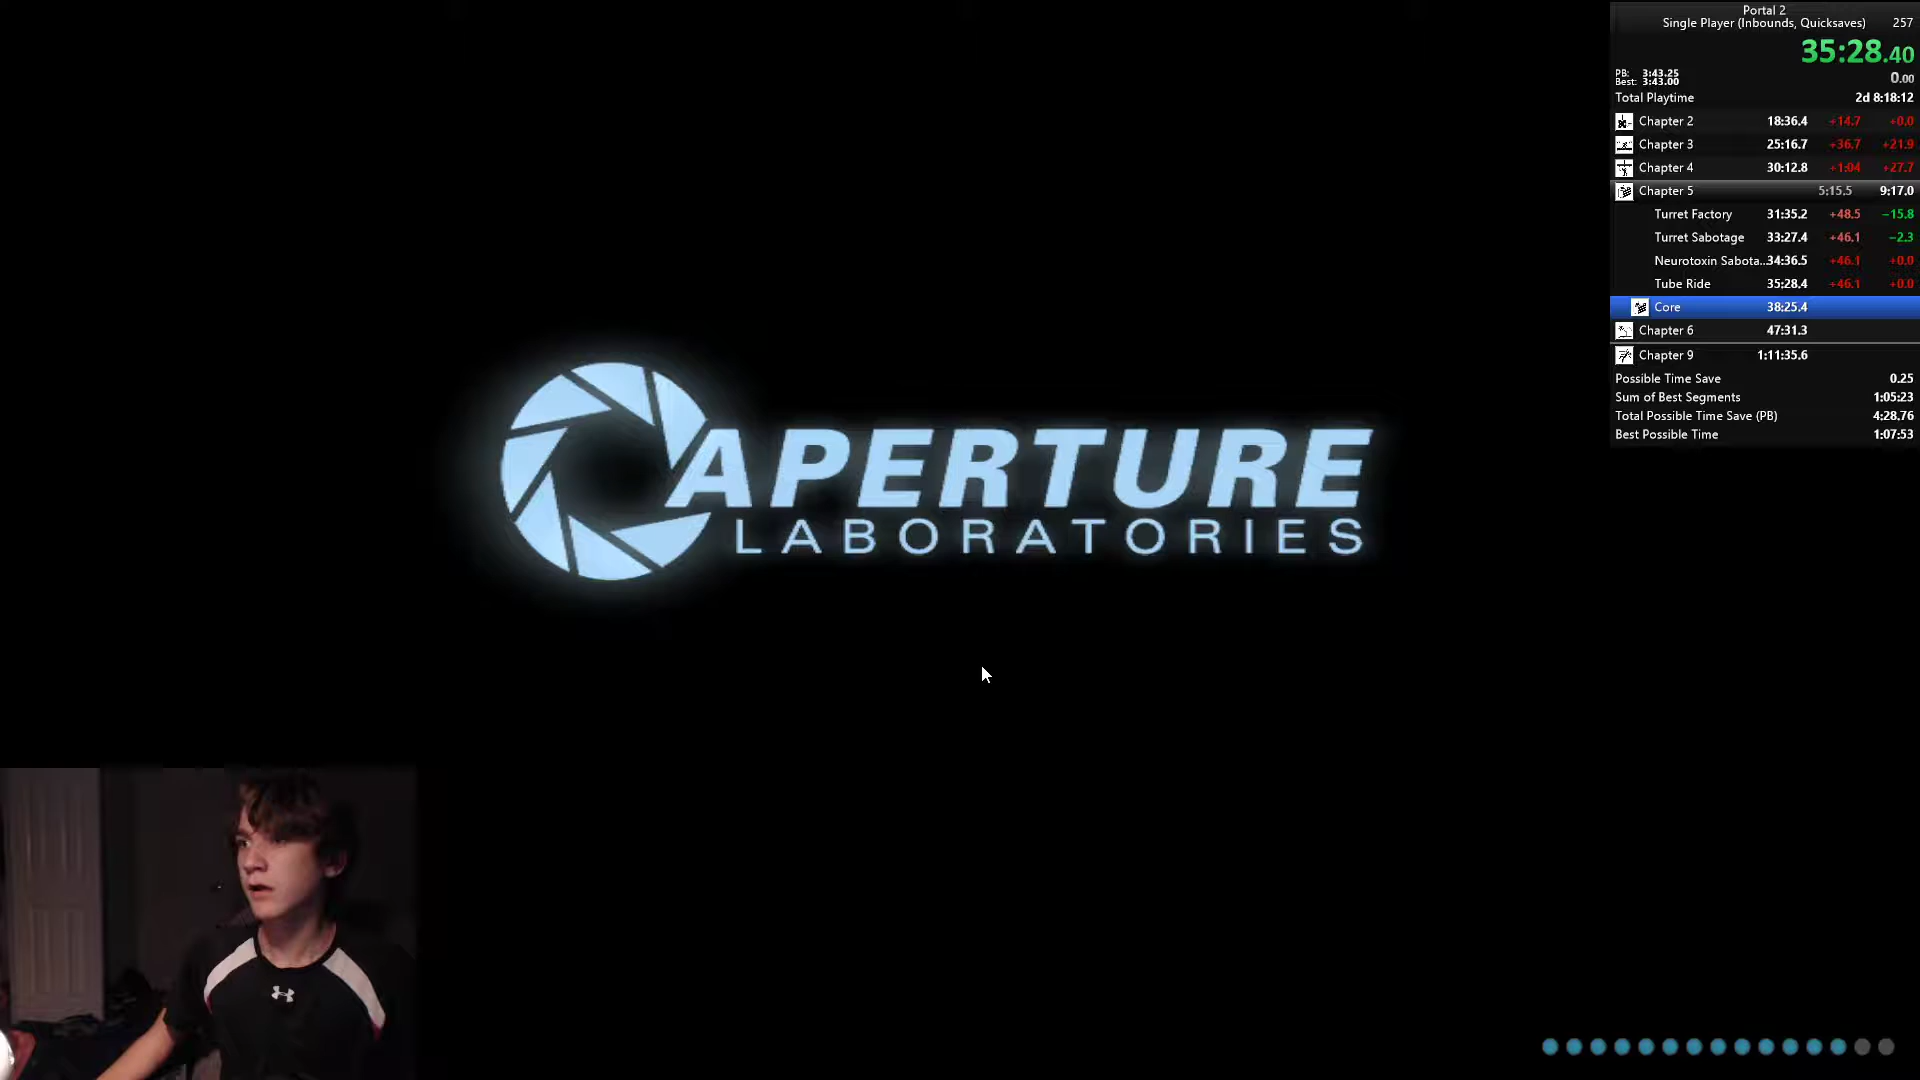 Portal 2
Single Player (Inbounds, Quicksaves) 257
35:28.40
PB: 3:43.25
Best: 3:43.00 0.00
Total Playtime 2d 8:18:12
Chapter 2 18:36.4 +14.7 +0.0
Chapter 3 25:16.7 +36.7 +21.9
Chapter 4 30:12.8 +1:04 +27.7
Chapter 5 5:15.5 9:17.0
Turret Factory 31:35.2 +48.5 −15.8
Turret Sabotage 33:27.4 +46.1 −2.3
Neurotoxin Sabota... 34:36.5 +46.1 +0.0
Tube Ride 35:28.4 +46.1 +0.0
Core 38:25.4
Chapter 6 47:31.3
Chapter 9 1:11:35.6
Possible Time Save 0.25
Sum of Best Segments 1:05:23
Total Possible Time Save (PB) 4:28.76
Best Possible Time 1:07:53
APERTURE
LABORATORIES